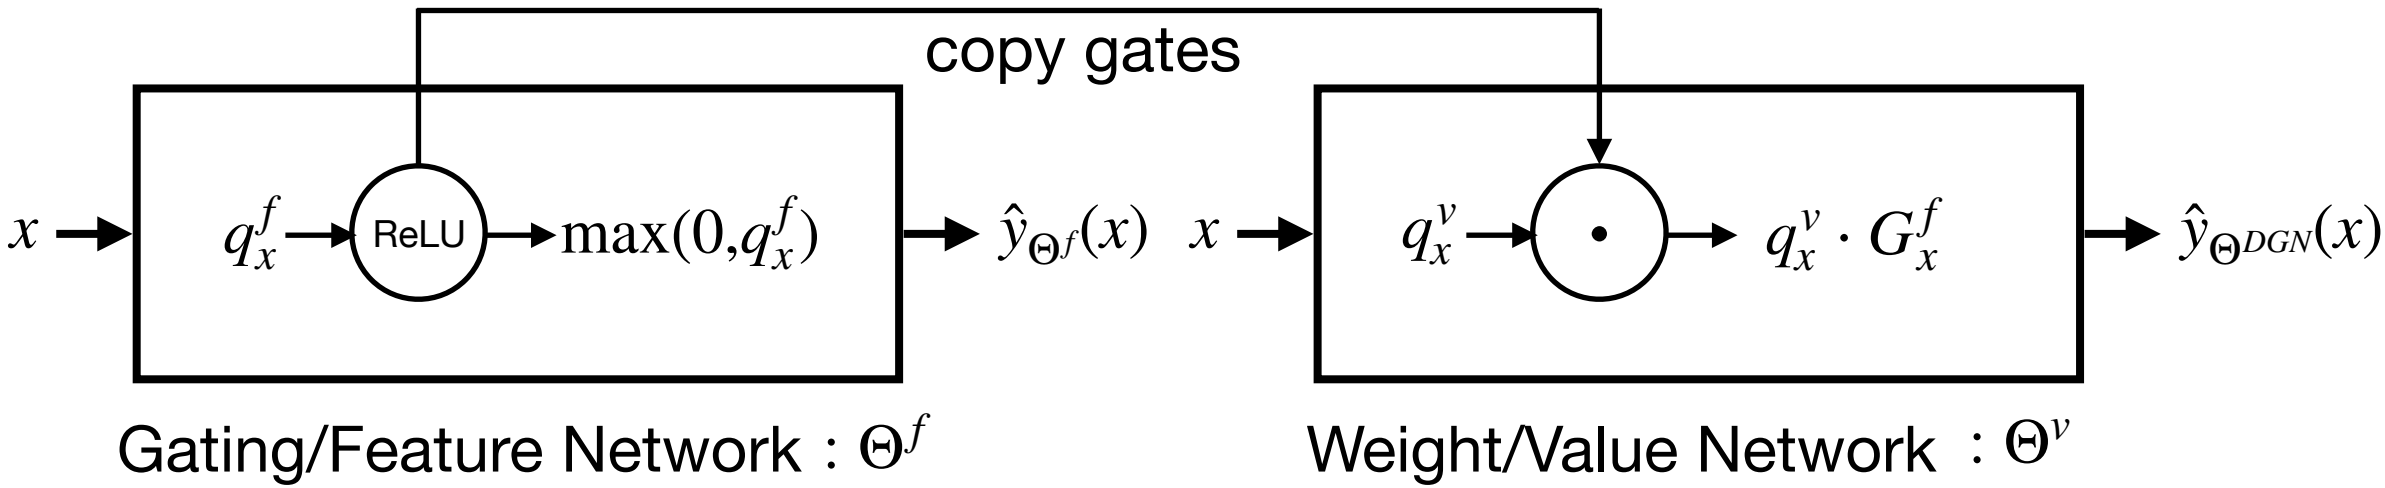 copy gates
x q_x^f ReLU max(0,q_x^f) ŷ_{Θ^f}(x) x q_x^v · q_x^v · G_x^f ŷ_{Θ^{DGN}}(x)
Gating/Feature Network : Θ^f Weight/Value Network : Θ^v